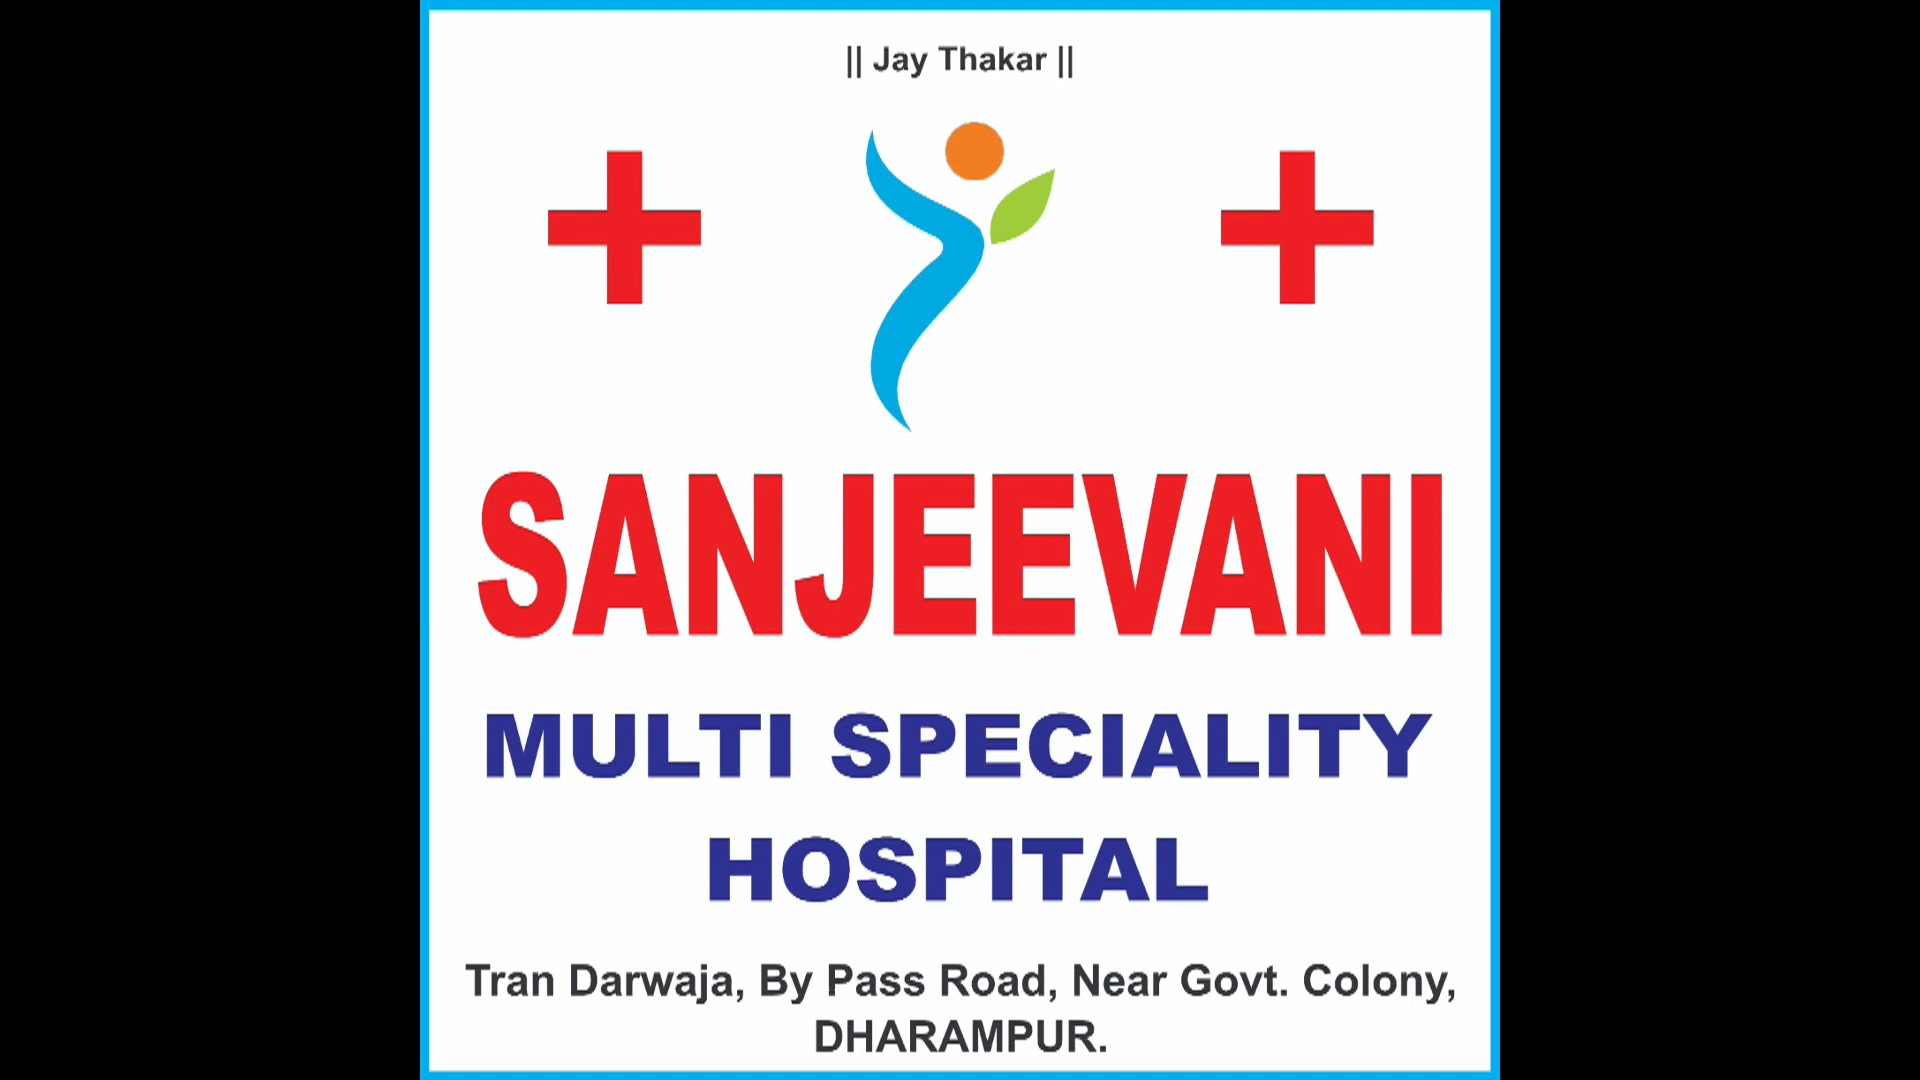 || Jay Thakar ||
SANJEEVANI
MULTI SPECIALITY
HOSPITAL
Tran Darwaja, By Pass Road, Near Govt. Colony,
DHARAMPUR.